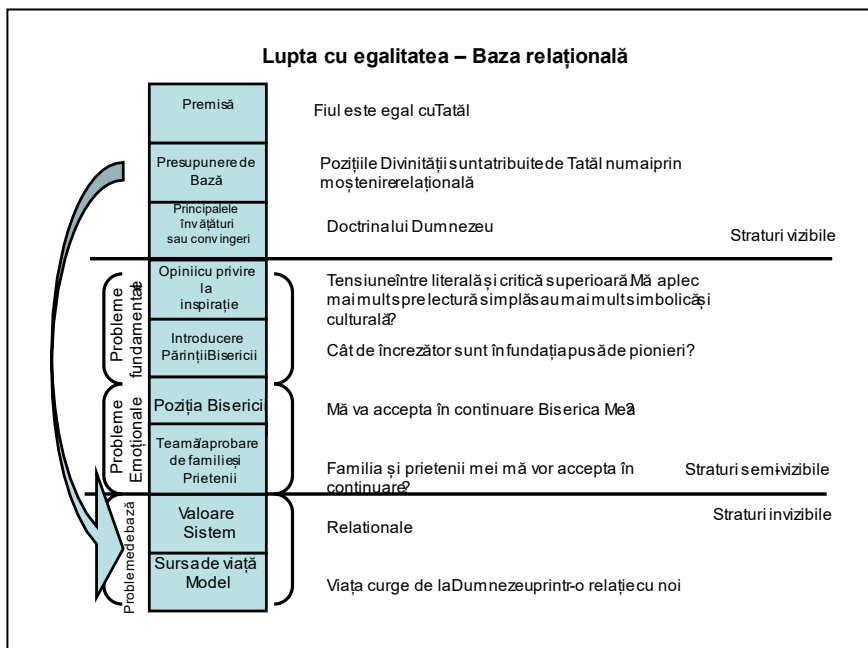 Lupta cu egalitatea – Baza relațională
Premisă
Fiul este egal cuTatăl
Presupunere de
Bază
Pozițiile Divinității sunt atribuite de Tatăl numai prin
moștenire relațională
Principalele
învățături
sau convingeri
Doctrina lui Dumnezeu
Straturi vizibile
Probleme
fundamentae
Opinii cu privire
la
inspirație
Tensiune între literală și critică superioară. Mă aplec
mai mult spre lectură simplă sau mai mult simbolică și
culturală?
Introducere
Părinții Bisericii
Cât de încrezător sunt în fundația pusă de pionieri?
Probleme
Emoționale
Poziția Bisericii
Mă va accepta în continuare Biserica Mea?
Teamă/aprobare
de familie și
Prietenii
Familia și prietenii mei mă vor accepta în
continuare?
Straturi semi-vizibile
Probleme de bază
Valoare
Sistem
Relationale
Straturi invizibile
Sursa de viață
Model
Viața curge de la Dumnezeu printr-o relație cu noi